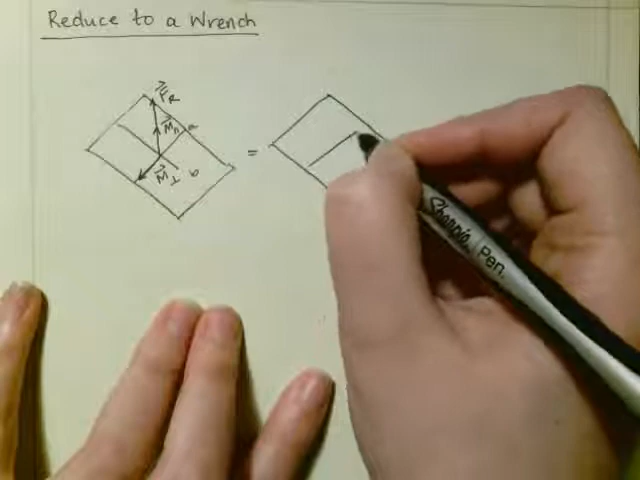 Reduce to a Wrench
F_R
M_∥ a
=
M_⊥ b
Sharpie Pen.